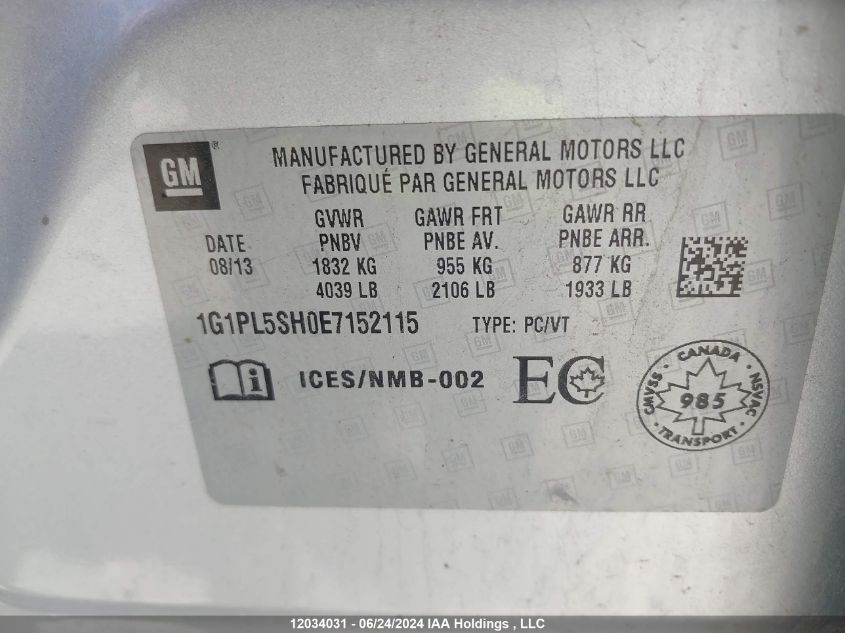 GM ®
MANUFACTURED BY GENERAL MOTORS LLC
FABRIQUÉ PAR GENERAL MOTORS LLC
GVWR GAWR FRT GAWR RR
DATE PNBV PNBE AV. PNBE ARR.
08/13 1832 KG 955 KG 877 KG
4039 LB 2106 LB 1933 LB
1G1PL5SH0E7152115 TYPE: PC/VT
i ICES/NMB-002 EC
CANADA
CMVSS 985 NSVAC
TRANSPORT
12034031 - 06/24/2024 IAA Holdings , LLC